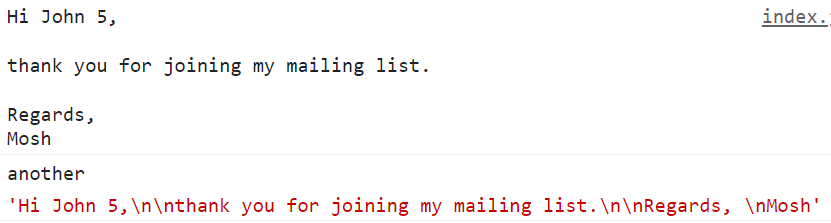 Hi John 5,
index.
thank you for joining my mailing list.
Regards,
Mosh
another
'Hi John 5,\n\nthank you for joining my mailing list.\n\nRegards, \nMosh'